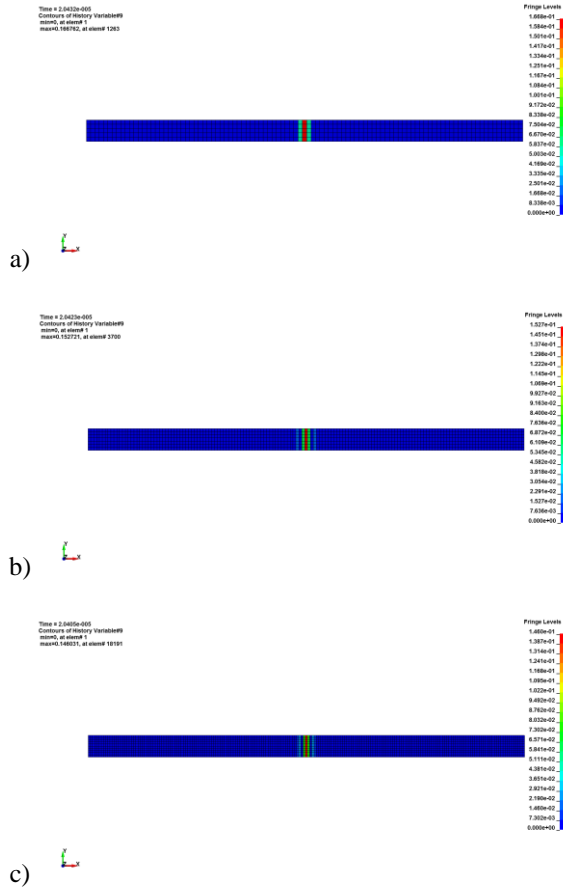 Time = 2.0432e-005
Contours of History Variable#9
min=0, at elem# 1
max=0.166762, at elem# 1263
Fringe Levels
1.668e-01
1.584e-01
1.501e-01
1.417e-01
1.334e-01
1.251e-01
1.167e-01
1.084e-01
1.001e-01
9.172e-02
8.338e-02
7.504e-02
6.670e-02
5.837e-02
5.003e-02
4.169e-02
3.335e-02
2.501e-02
1.668e-02
8.338e-03
0.000e+00
Y
Z X
a)
Time = 2.0423e-005
Contours of History Variable#9
min=0, at elem# 1
max=0.152721, at elem# 3700
Fringe Levels
1.527e-01
1.451e-01
1.374e-01
1.298e-01
1.222e-01
1.145e-01
1.069e-01
9.927e-02
9.163e-02
8.400e-02
7.636e-02
6.872e-02
6.109e-02
5.345e-02
4.582e-02
3.818e-02
3.054e-02
2.291e-02
1.527e-02
7.636e-03
0.000e+00
Y
Z X
b)
Time = 2.0405e-005
Contours of History Variable#9
min=0, at elem# 1
max=0.146031, at elem# 18191
Fringe Levels
1.460e-01
1.387e-01
1.314e-01
1.241e-01
1.168e-01
1.095e-01
1.022e-01
9.492e-02
8.762e-02
8.032e-02
7.302e-02
6.571e-02
5.841e-02
5.111e-02
4.381e-02
3.651e-02
2.921e-02
2.190e-02
1.460e-02
7.302e-03
0.000e+00
Y
Z X
c)